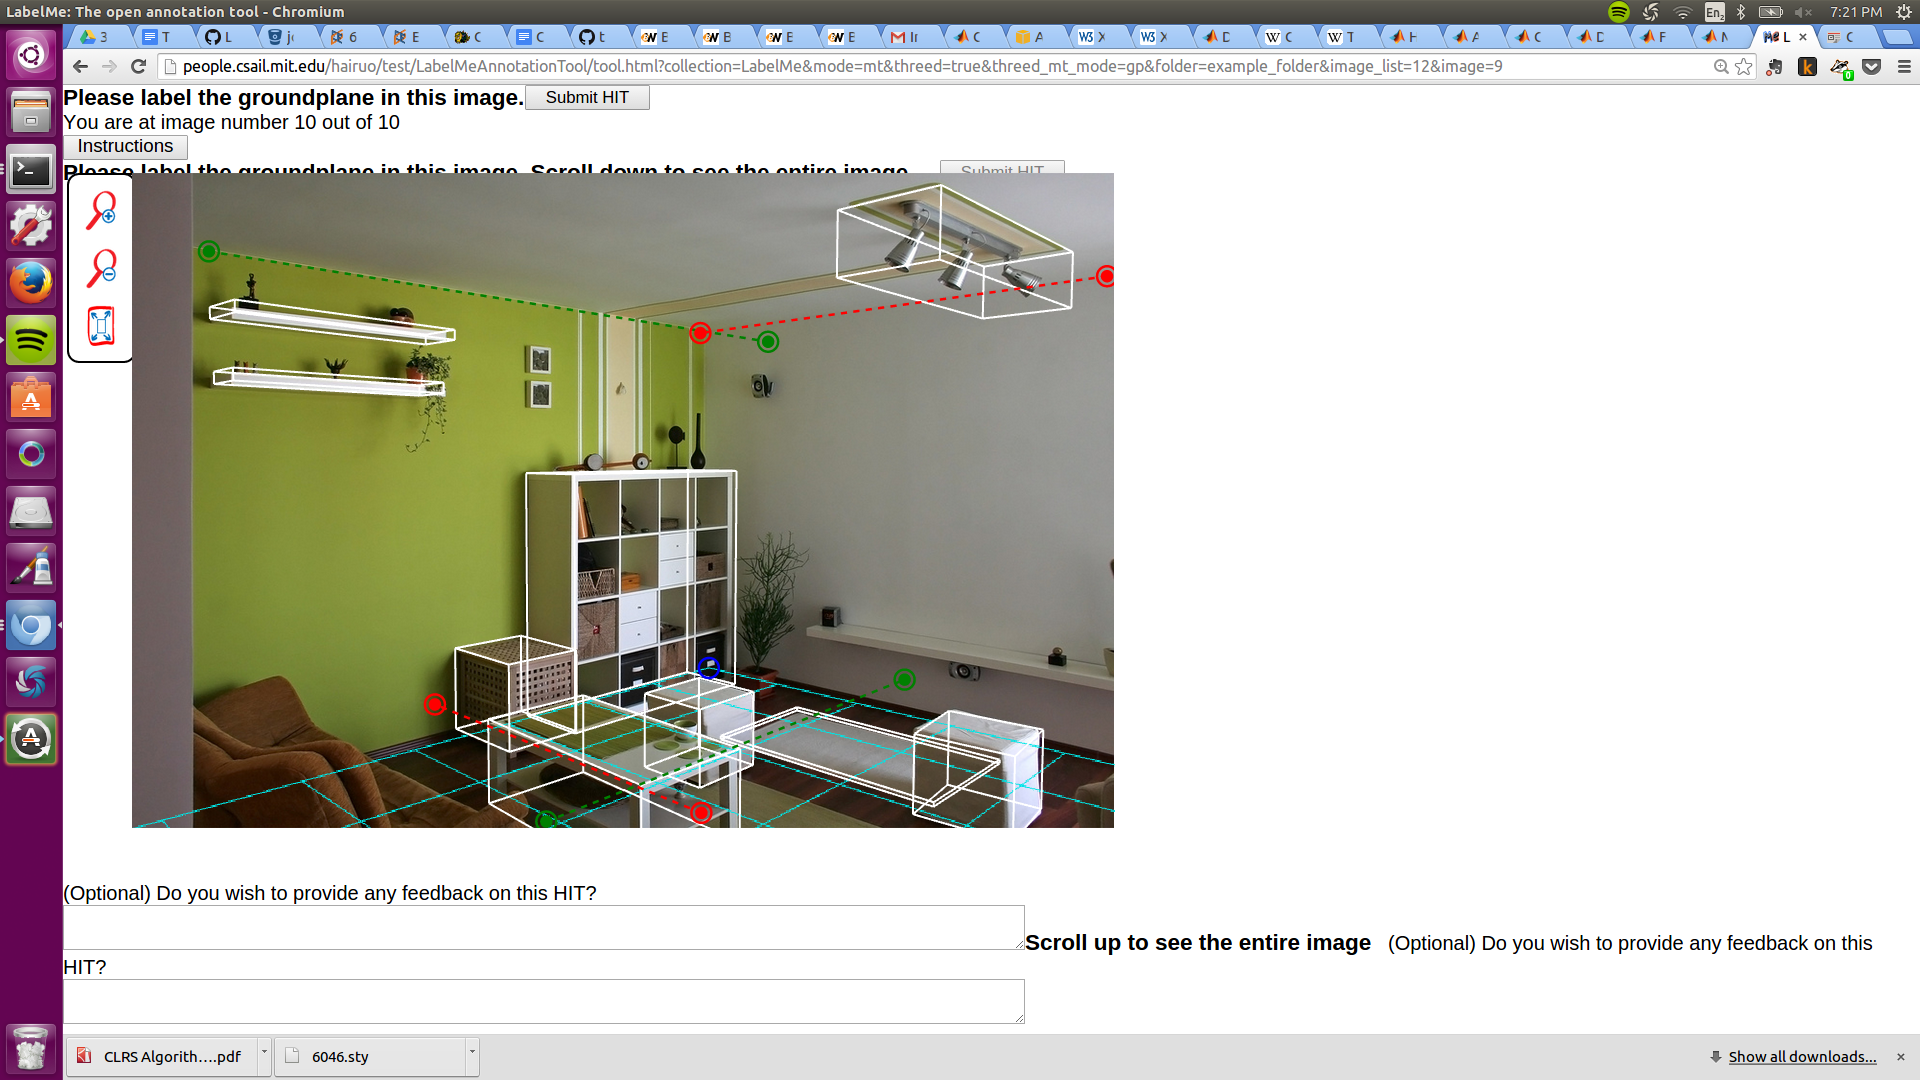 LabelMe: The open annotation tool - Chromium
En2
7:21 PM
3
T
L
6
E
C
C
t
E
B
E
E
C
A
X
X
D
C
T
H
A
C
D
F
L
C
people.csail.mit.edu/hairuo/test/LabelMeAnnotationTool/tool.html?collection=LabelMe&mode=mt&threed=true&threed_mt_mode=gp&folder=example_folder&image_list=12&image=9
Please label the groundplane in this image. Submit HIT
You are at image number 10 out of 10
Instructions
Please label the groundplane in this image. Scroll down to see the entire image. Submit HIT
(Optional) Do you wish to provide any feedback on this HIT?
Scroll up to see the entire image (Optional) Do you wish to provide any feedback on this
HIT?
CLRS Algorith....pdf
6046.sty
Show all downloads...